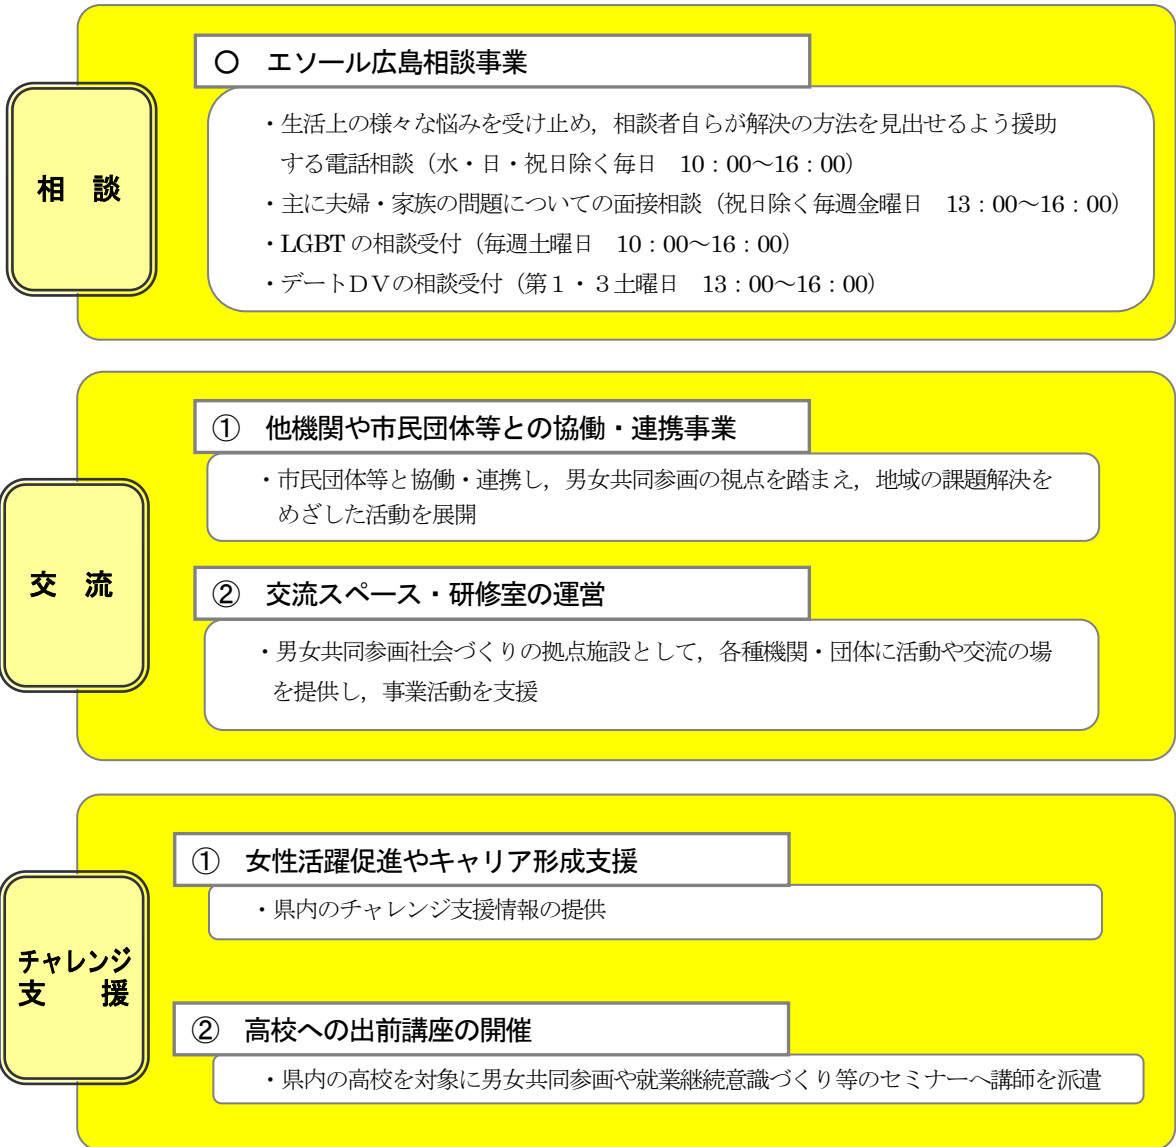 相　談
〇　エソール広島相談事業
・生活上の様々な悩みを受け止め，相談者自らが解決の方法を見出せるよう援助
する電話相談（水・日・祝日除く毎日　10：00～16：00）
・主に夫婦・家族の問題についての面接相談（祝日除く毎週金曜日　13：00～16：00）
・LGBT の相談受付（毎週土曜日　10：00～16：00）
・デートＤＶの相談受付（第１・３土曜日　13：00～16：00）
交　流
①　他機関や市民団体等との協働・連携事業
・市民団体等と協働・連携し，男女共同参画の視点を踏まえ，地域の課題解決を
めざした活動を展開
②　交流スペース・研修室の運営
・男女共同参画社会づくりの拠点施設として，各種機関・団体に活動や交流の場
を提供し，事業活動を支援
チャレンジ
支　　援
①　女性活躍促進やキャリア形成支援
・県内のチャレンジ支援情報の提供
②　高校への出前講座の開催
・県内の高校を対象に男女共同参画や就業継続意識づくり等のセミナーへ講師を派遣